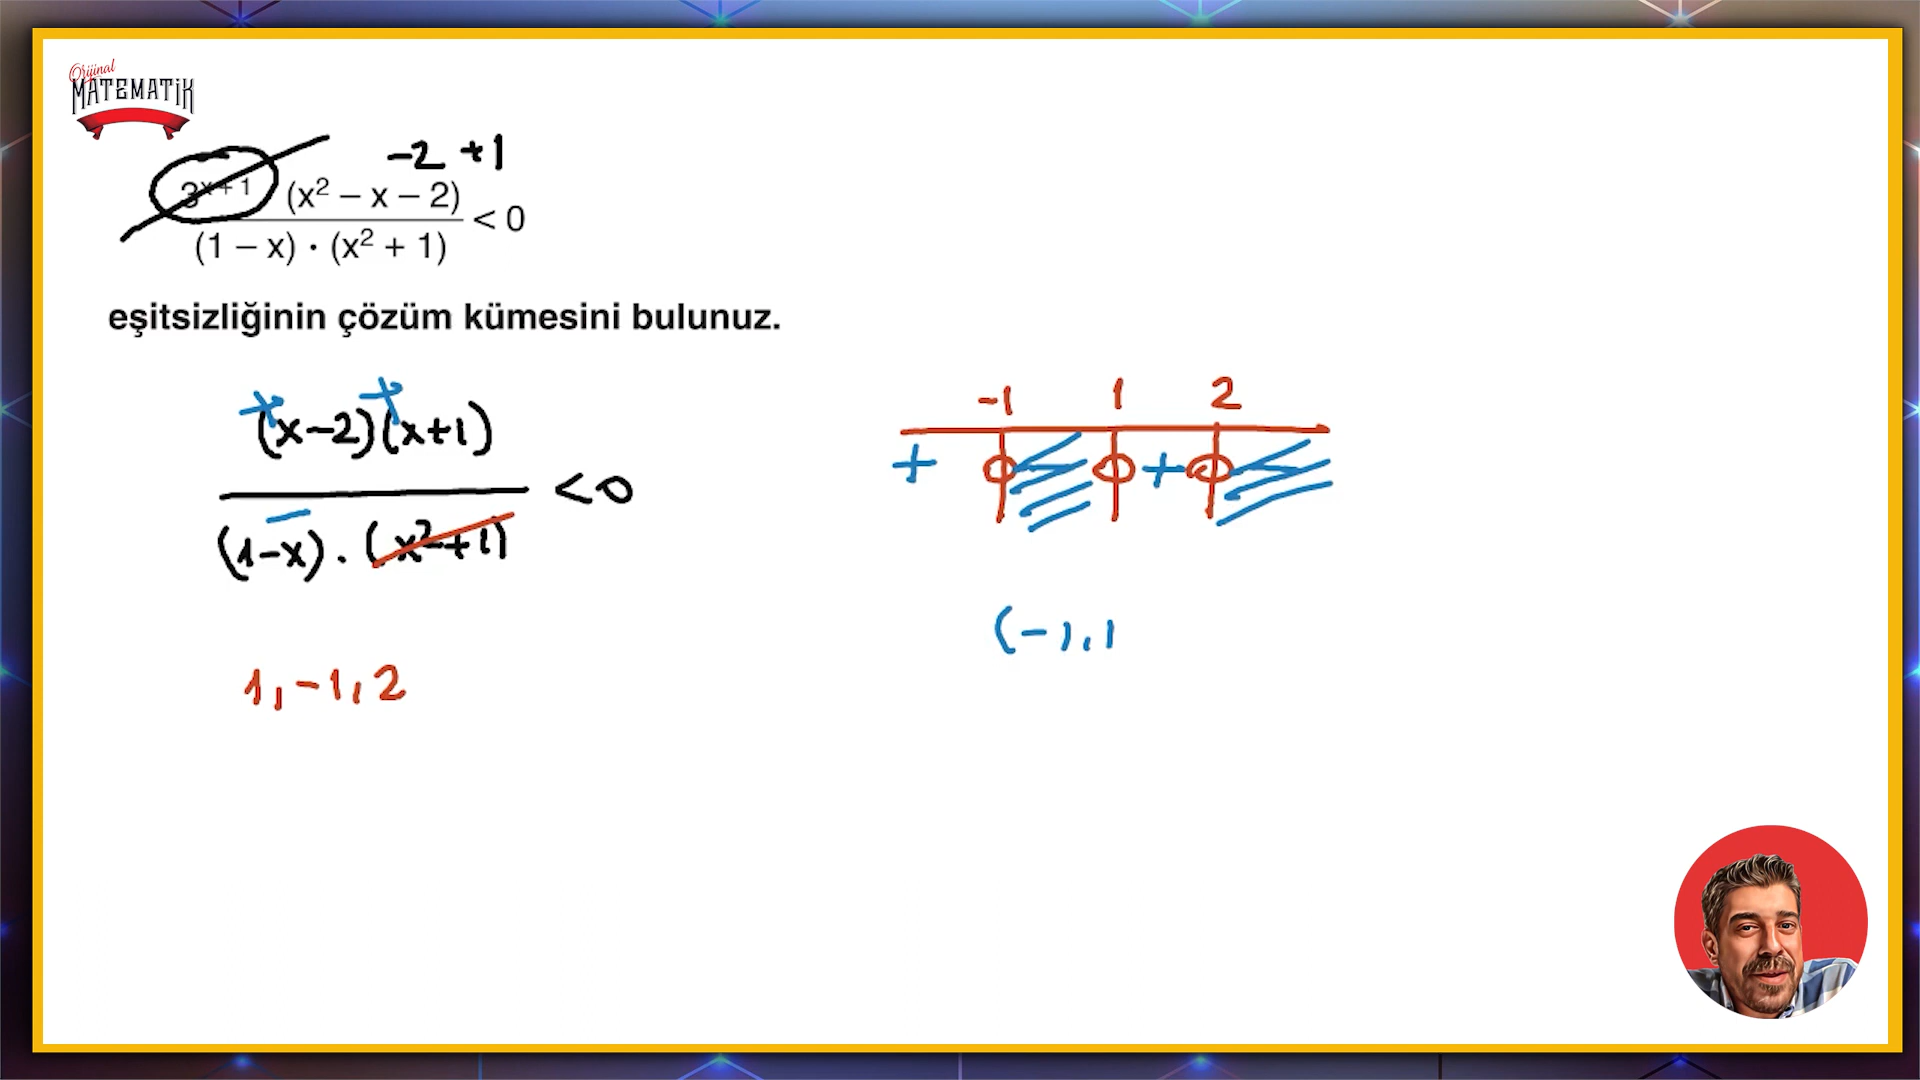 Orijinal
MATEMATİK
-2 +1
3^(x+1) (x² – x – 2)
< 0
(1 – x) · (x² + 1)
eşitsizliğinin çözüm kümesini bulunuz.
(x-2)(x+1)
<0
(1-x) . (x²+1)
1, -1, 2
-1 1 2
+ - + -
(-1, 1